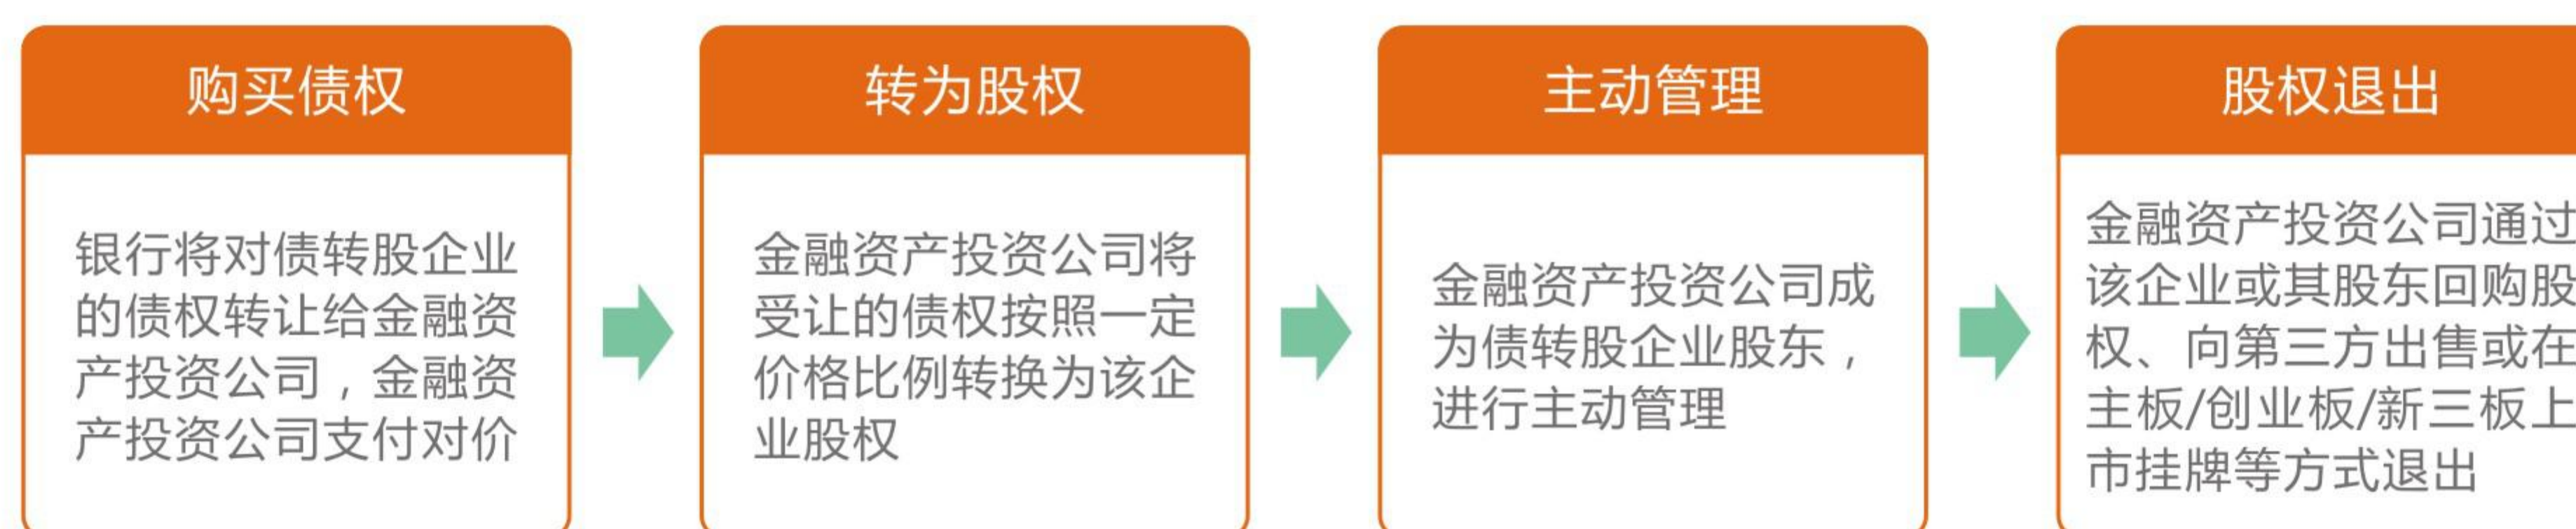 购买债权
银行将对债转股企业
的债权转让给金融资
产投资公司，金融资
产投资公司支付对价
转为股权
金融资产投资公司将
受让的债权按照一定
价格比例转换为该企
业股权
主动管理
金融资产投资公司成
为债转股企业股东，
进行主动管理
股权退出
金融资产投资公司通过
该企业或其股东回购股
权、向第三方出售或在
主板/创业板/新三板上
市挂牌等方式退出